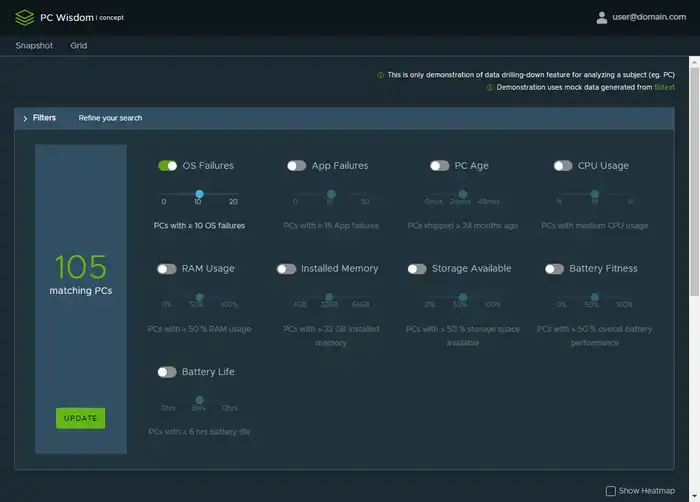 PC Wisdom | concept
user@domain.com
Snapshot Grid
This is only demonstration of data drilling-down feature for analyzing a subject (eg. PC)
Demonstration uses mock data generated from filltext
Filters Refine your search
105
matching PCs
UPDATE
OS Failures
0 10 20
PCs with ≥ 10 OS failures
App Failures
0 15 30
PCs with ≥ 15 App failures
PC Age
0mos 24mos 48mos
PCs shipped ≥ 24 months ago
CPU Usage
N M H
PCs with medium CPU usage
RAM Usage
0% 50% 100%
PCs with ≥ 50 % RAM usage
Installed Memory
4GB 32GB 64GB
PCs with ≥ 32 GB installed
memory
Storage Available
0% 50% 100%
PCs with ≤ 50 % storage space
available
Battery Fitness
0% 50% 100%
PCs with ≤ 50 % overall battery
performance
Battery Life
0hrs 6hrs 12hrs
PCs with ≤ 6 hrs battery life
Show Heatmap